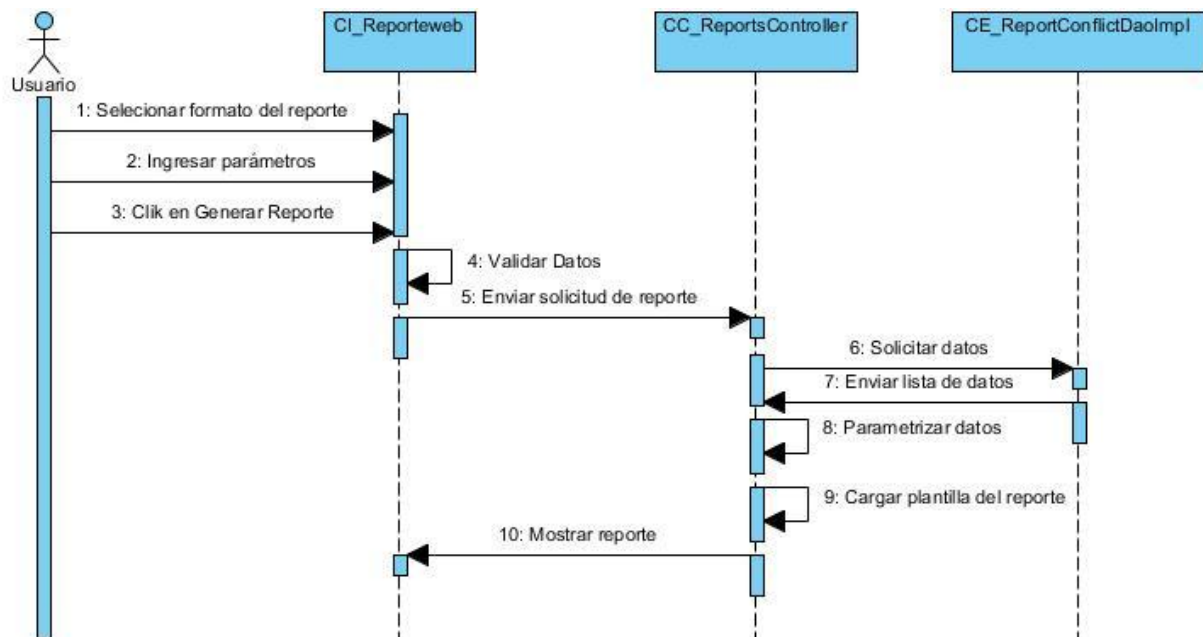 CI_Reporteweb
CC_ReportsController
CE_ReportConflictDaoImpl
Usuario
1: Selecionar formato del reporte
2: Ingresar parámetros
3: Clik en Generar Reporte
4: Validar Datos
5: Enviar solicitud de reporte
6: Solicitar datos
7: Enviar lista de datos
8: Parametrizar datos
9: Cargar plantilla del reporte
10: Mostrar reporte